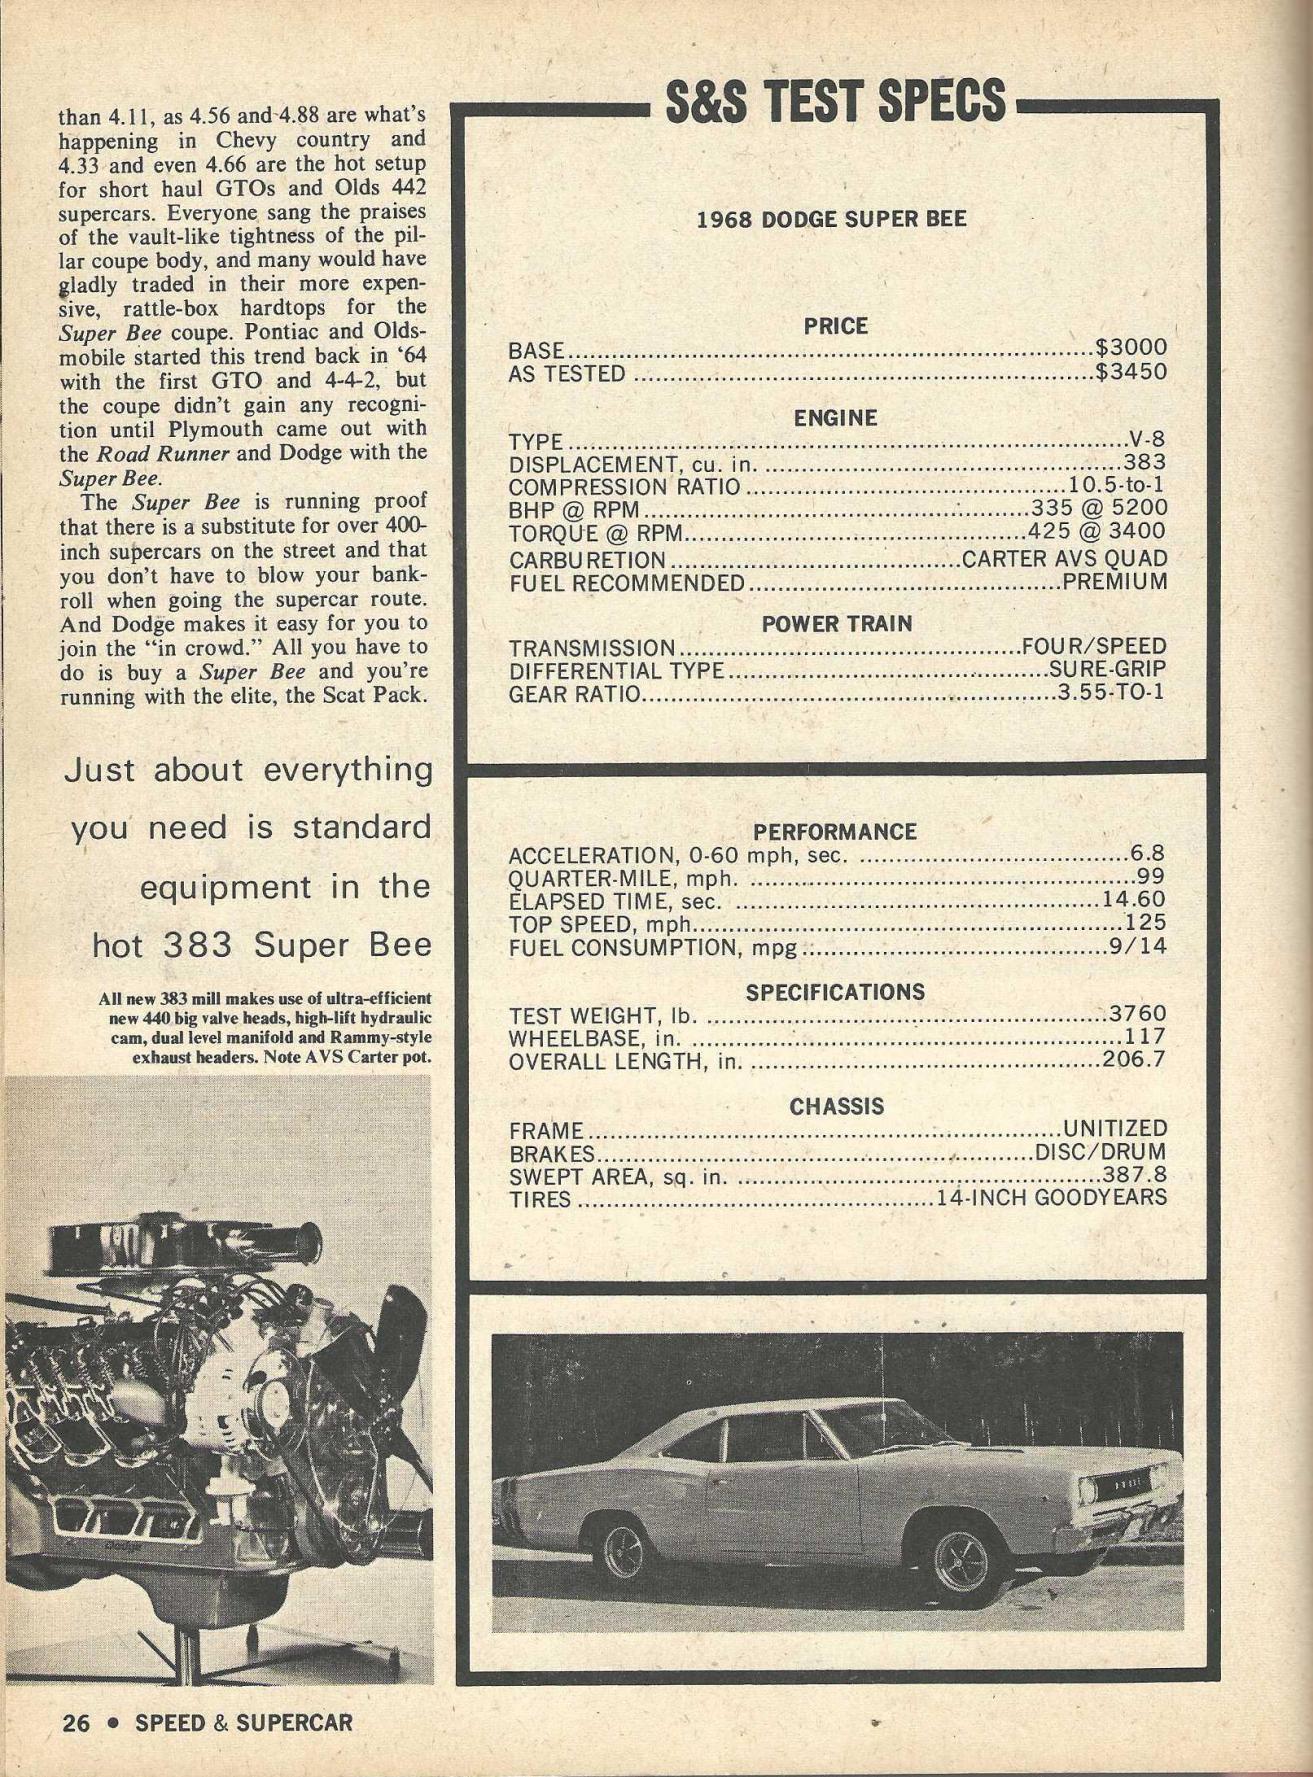 than 4.11, as 4.56 and 4.88 are what's
happening in Chevy country and
4.33 and even 4.66 are the hot setup
for short haul GTOs and Olds 442
supercars. Everyone sang the praises
of the vault-like tightness of the pil-
lar coupe body, and many would have
gladly traded in their more expen-
sive, rattle-box hardtops for the
Super Bee coupe. Pontiac and Olds-
mobile started this trend back in ‘64
with the first GTO and 4-4-2, but
the coupe didn't gain any recogni-
tion until Plymouth came out with
the Road Runner and Dodge with the
Super Bee.
The Super Bee is running proof
that there is a substitute for over 400-
inch supercars on the street and that
you don't have to blow your bank-
roll when going the supercar route.
And Dodge makes it easy for you to
join the “in crowd.” All you have to
do is buy a Super Bee and you're
running with the elite, the Scat Pack.
Just about everything
you need is standard
equipment in the
hot 383 Super Bee
All new 383 mill makes use of ultra-efficient
new 440 big valve heads, high-lift hydraulic
cam, dual level manifold and Rammy-style
exhaust headers. Note AVS Carter pot.
Dodge
S&S TEST SPECS
1968 DODGE SUPER BEE
PRICE
BASE.....$3000
AS TESTED.....$3450
ENGINE
TYPE.....V-8
DISPLACEMENT, cu. in......383
COMPRESSION RATIO.....10.5-to-1
BHP @ RPM.....335 @ 5200
TORQUE @ RPM.....425 @ 3400
CARBURETION.....CARTER AVS QUAD
FUEL RECOMMENDED.....PREMIUM
POWER TRAIN
TRANSMISSION.....FOUR/SPEED
DIFFERENTIAL TYPE.....SURE-GRIP
GEAR RATIO.....3.55-TO-1
PERFORMANCE
ACCELERATION, 0-60 mph, sec. .....6.8
QUARTER-MILE, mph. .....99
ELAPSED TIME, sec. .....14.60
TOP SPEED, mph.....125
FUEL CONSUMPTION, mpg.....9/14
SPECIFICATIONS
TEST WEIGHT, lb. .....3760
WHEELBASE, in. .....117
OVERALL LENGTH, in. .....206.7
CHASSIS
FRAME.....UNITIZED
BRAKES.....DISC/DRUM
SWEPT AREA, sq. in. .....387.8
TIRES.....14-INCH GOODYEARS
26 • SPEED & SUPERCAR